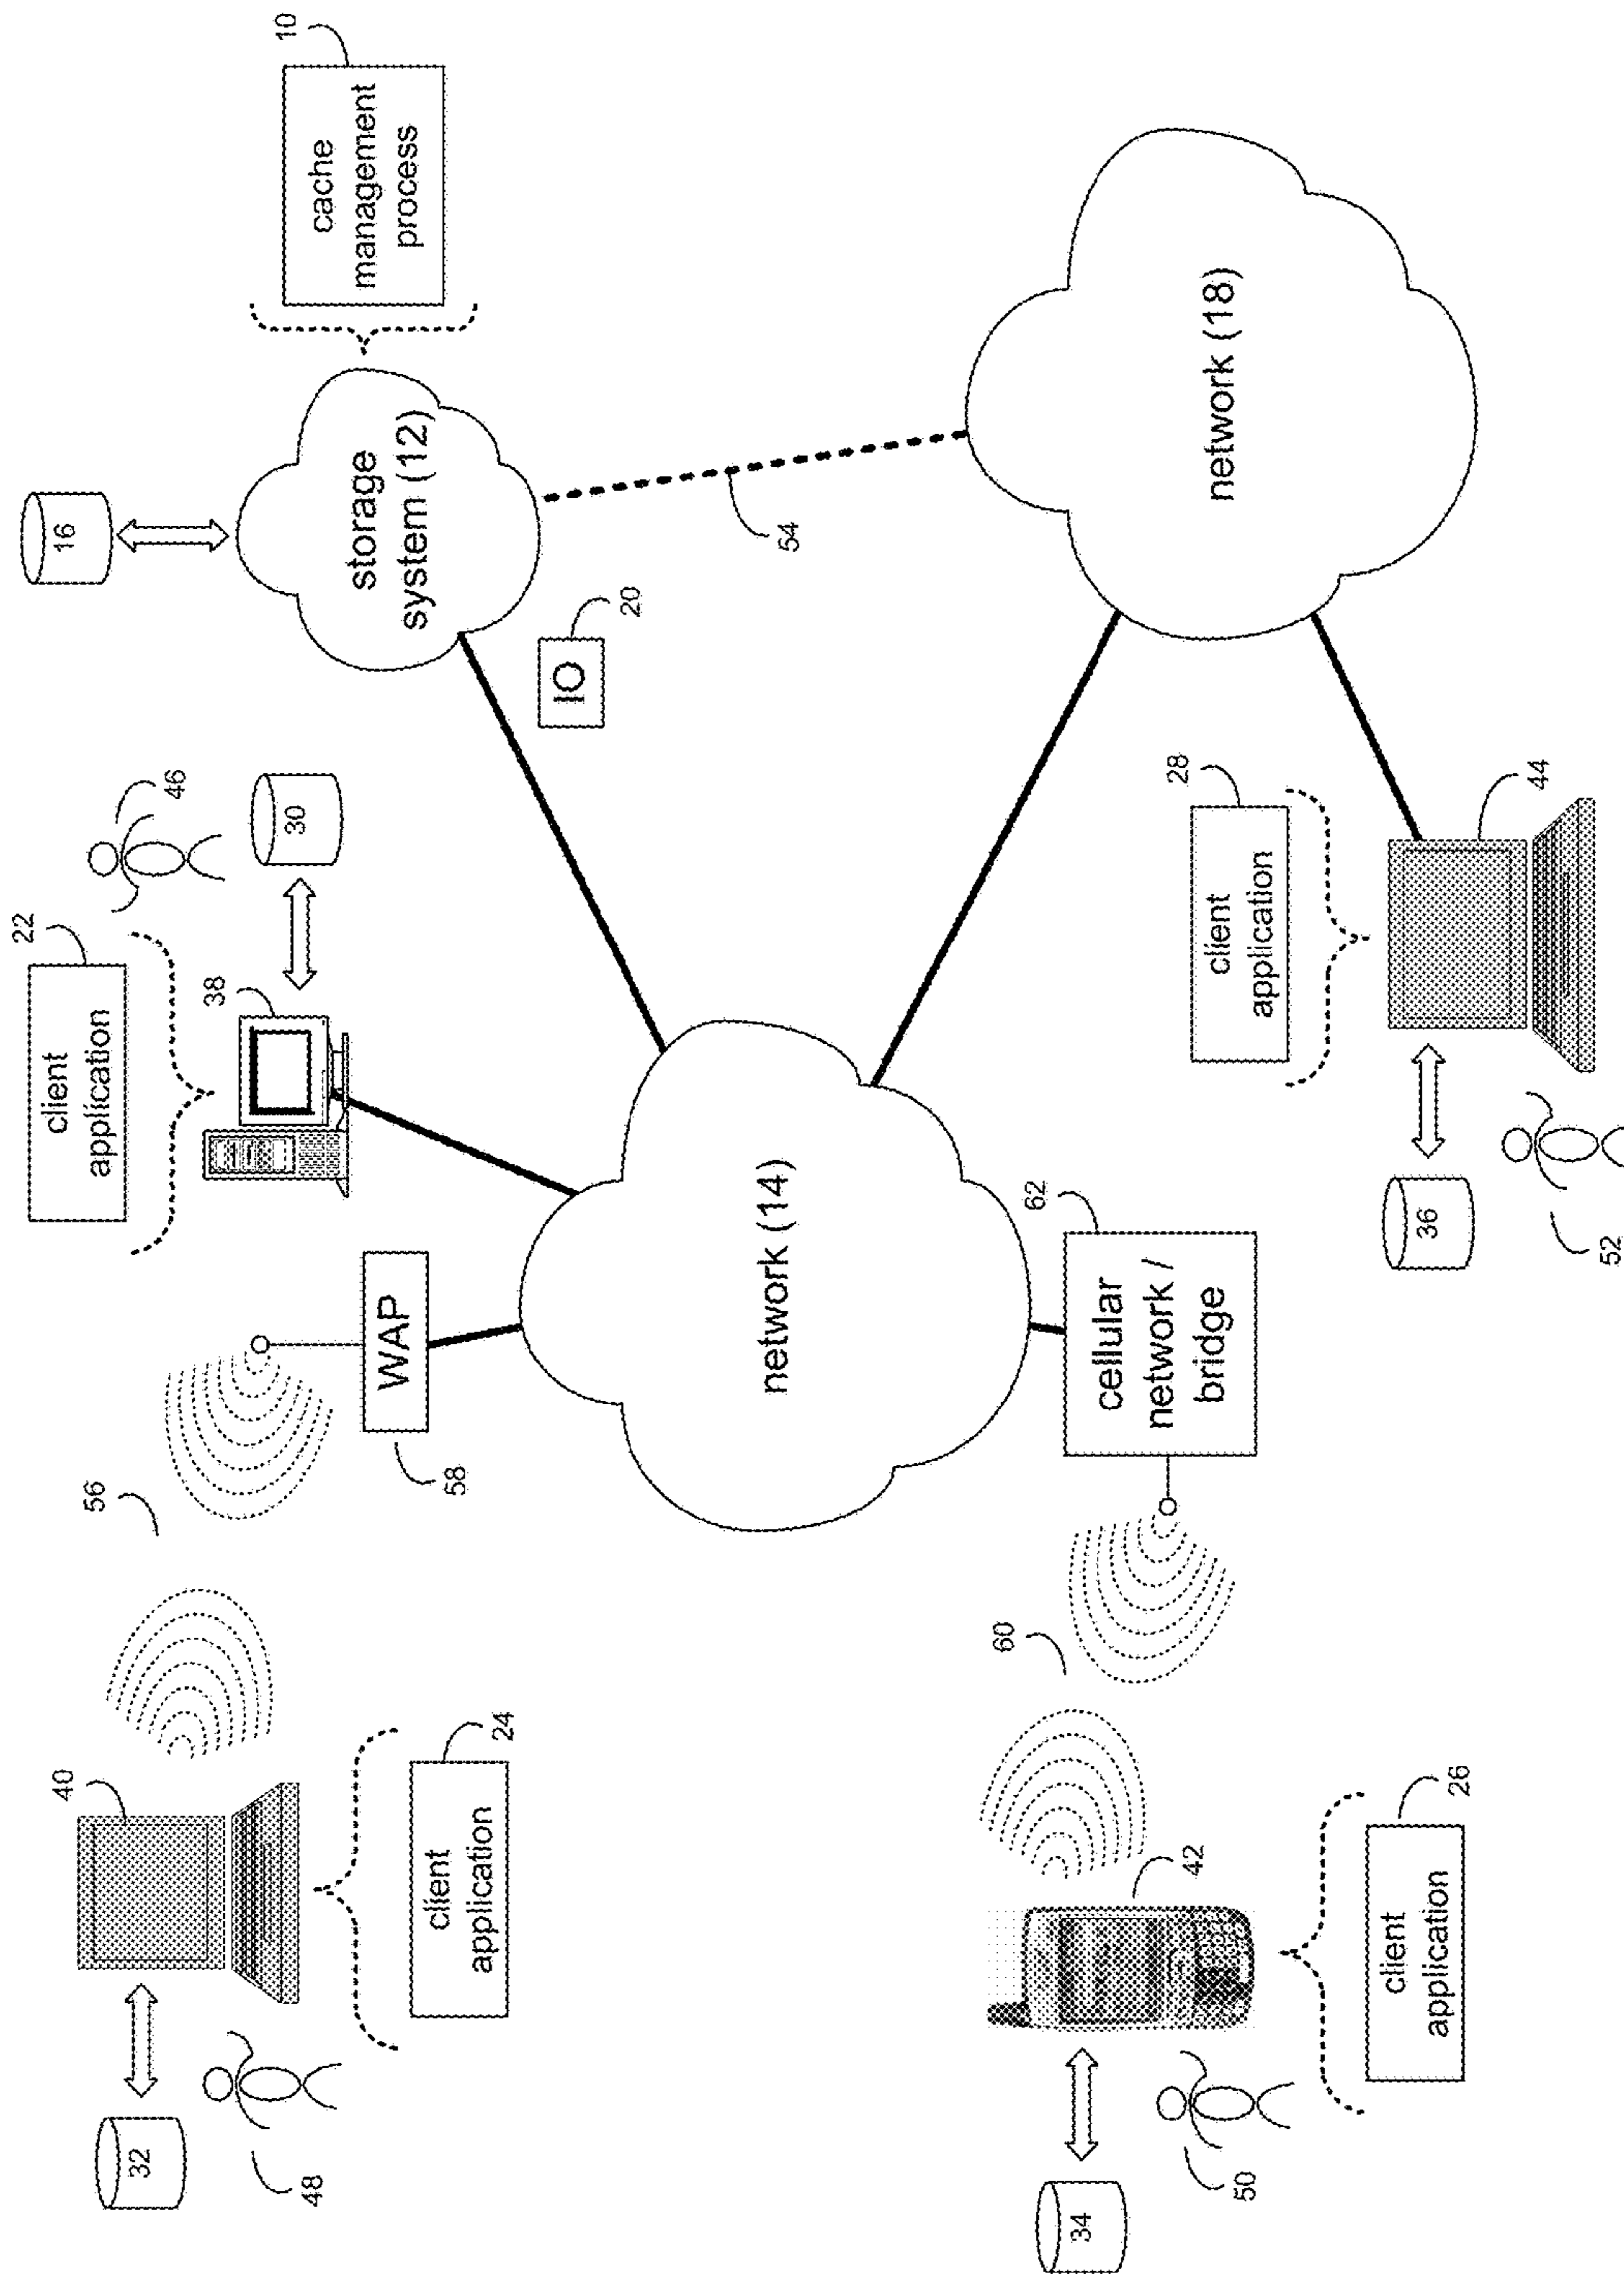 40
32
48
client
application
24
56
WAP
58
client
application
22
38
46
30
16
storage
system (12)
cache
management
process
10
IO
20
54
network (14)
network (18)
60
cellular
network /
bridge
62
42
34
50
client
application
26
client
application
28
44
36
52